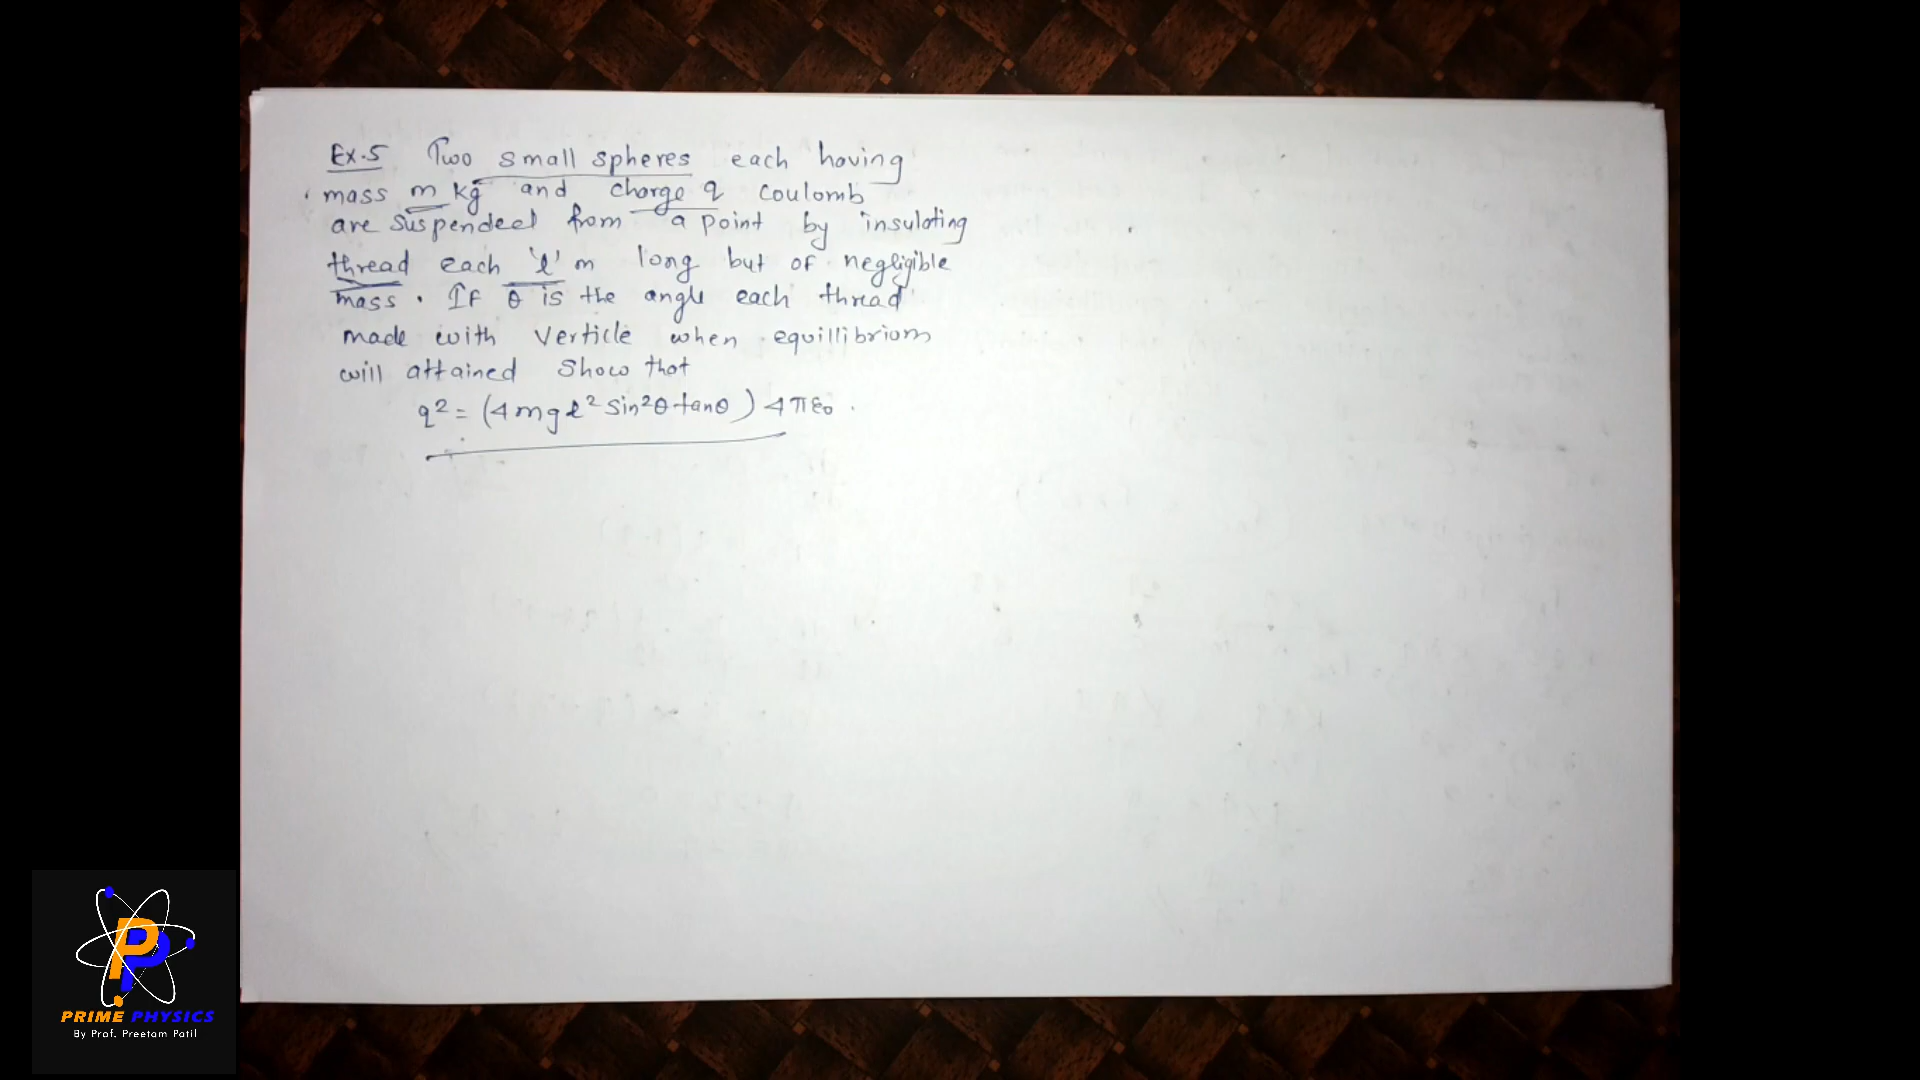 Ex.5 Two small spheres each having
mass m kg and charge q coulomb
are suspended from a point by insulating
thread each 'l' m long but of negligible
mass. If θ is the angle each thread
made with verticle when equillibrium
will attained Show that
q² = (4mgl² sin²θ tanθ) 4πε₀.
PRIME PHYSICS
By Prof. Preetam Patil